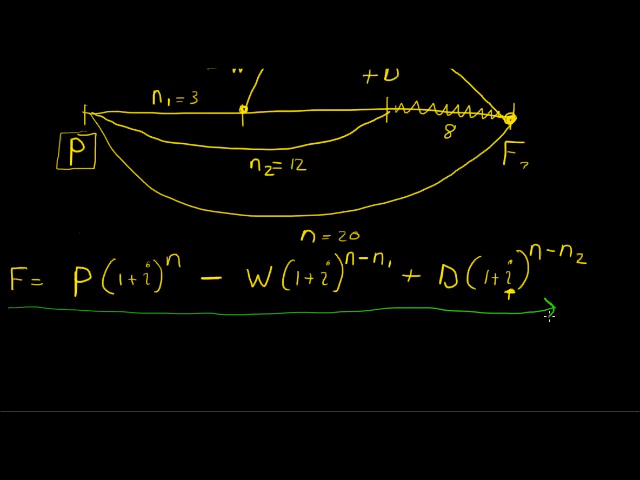 - W
+ D
n₁ = 3
8
P
n₂ = 12
F?
n = 20
F = P(1+i)ⁿ - W(1+i)ⁿ⁻ⁿ₁ + D(1+i)ⁿ⁻ⁿ₂